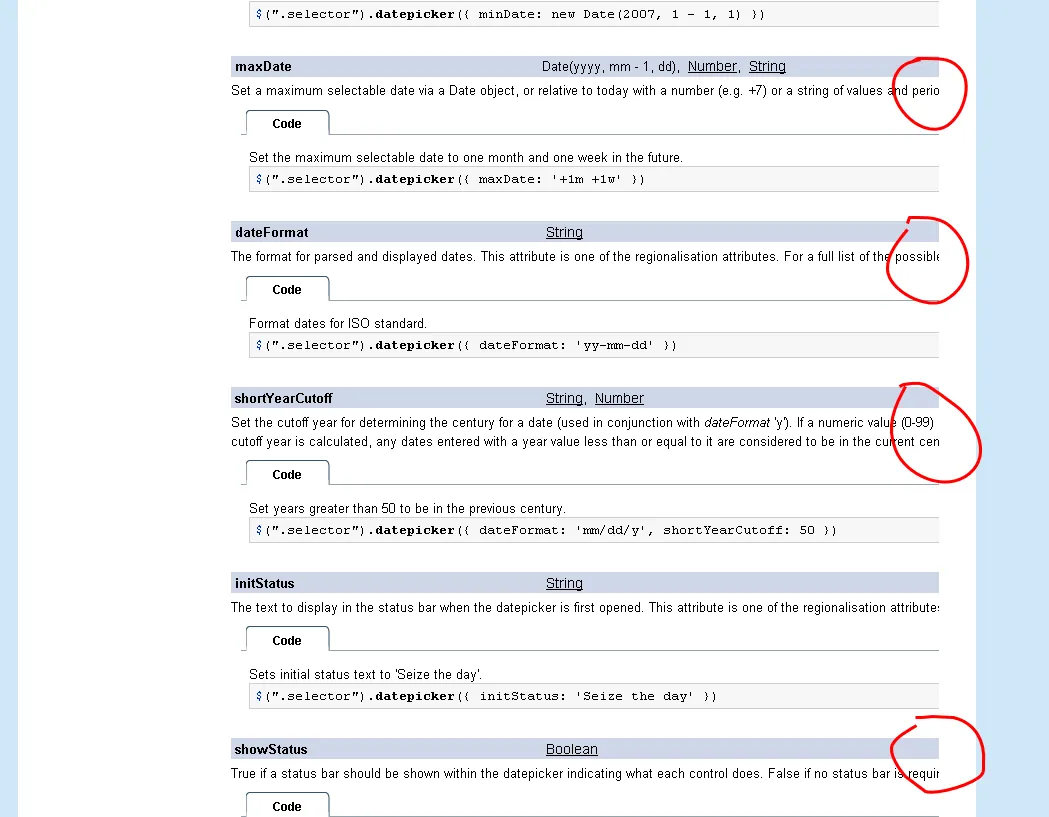 $(".selector").datepicker({ minDate: new Date(2007, 1 - 1, 1) })
maxDate Date(yyyy, mm - 1, dd), Number, String
Set a maximum selectable date via a Date object, or relative to today with a number (e.g. +7) or a string of values and perio
Code
Set the maximum selectable date to one month and one week in the future.
$(".selector").datepicker({ maxDate: '+1m +1w' })
dateFormat String
The format for parsed and displayed dates. This attribute is one of the regionalisation attributes. For a full list of the possible
Code
Format dates for ISO standard.
$(".selector").datepicker({ dateFormat: 'yy-mm-dd' })
shortYearCutoff String, Number
Set the cutoff year for determining the century for a date (used in conjunction with dateFormat 'y'). If a numeric value (0-99)
cutoff year is calculated, any dates entered with a year value less than or equal to it are considered to be in the current cen
Code
Set years greater than 50 to be in the previous century.
$(".selector").datepicker({ dateFormat: 'mm/dd/y', shortYearCutoff: 50 })
initStatus String
The text to display in the status bar when the datepicker is first opened. This attribute is one of the regionalisation attributes
Code
Sets initial status text to 'Seize the day'.
$(".selector").datepicker({ initStatus: 'Seize the day' })
showStatus Boolean
True if a status bar should be shown within the datepicker indicating what each control does. False if no status bar is requir
Code